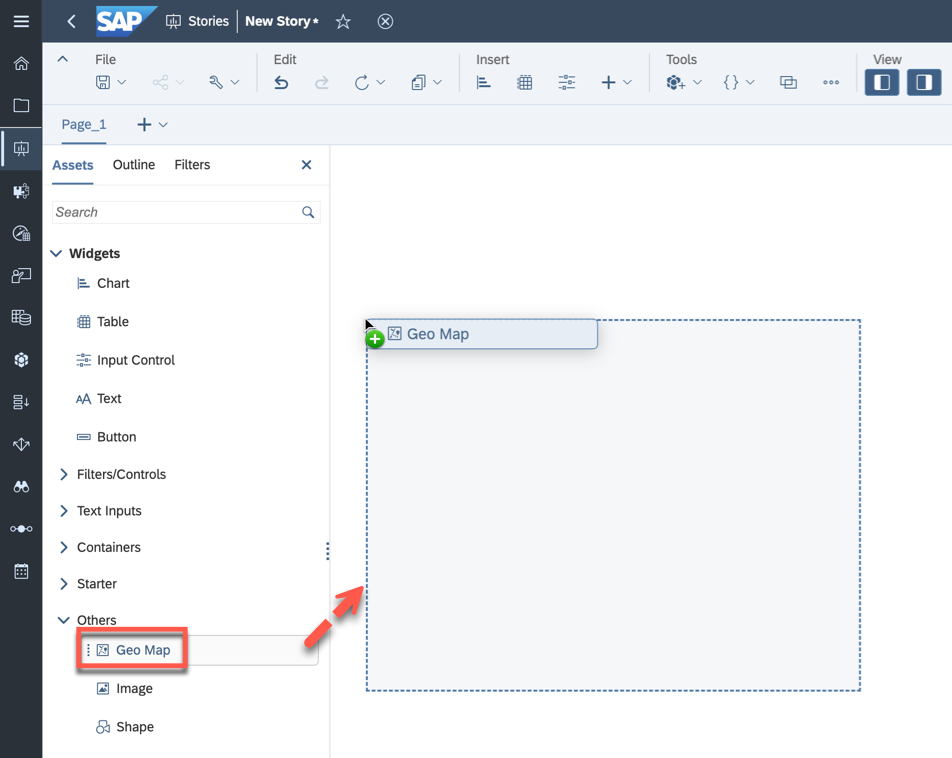 SAP Stories New Story*
File Edit Insert Tools View
Page_1
Assets Outline Filters
Search
Widgets
Chart
Table
Input Control
Text
Button
Filters/Controls
Text Inputs
Containers
Starter
Others
Geo Map
Image
Shape
Geo Map